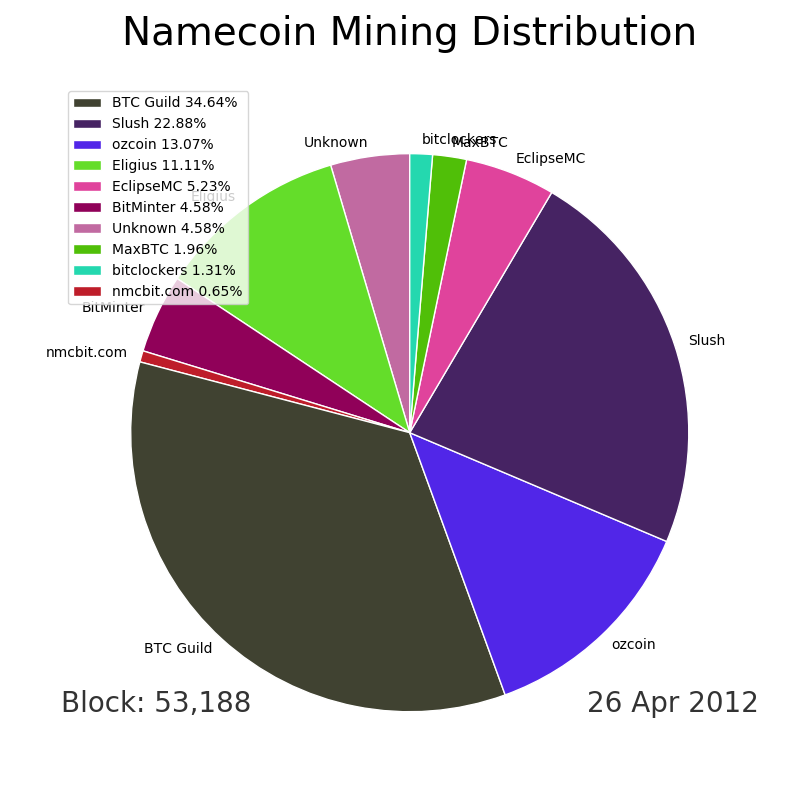 Namecoin Mining Distribution
BTC Guild 34.64%
Slush 22.88%
ozcoin 13.07%
Eligius 11.11%
EclipseMC 5.23%
BitMinter 4.58%
Unknown 4.58%
MaxBTC 1.96%
bitclockers 1.31%
nmcbit.com 0.65%
Unknown
bitclockers
MaxBTC
EclipseMC
Eligius
BitMinter
Slush
nmcbit.com
ozcoin
BTC Guild
Block: 53,188
26 Apr 2012